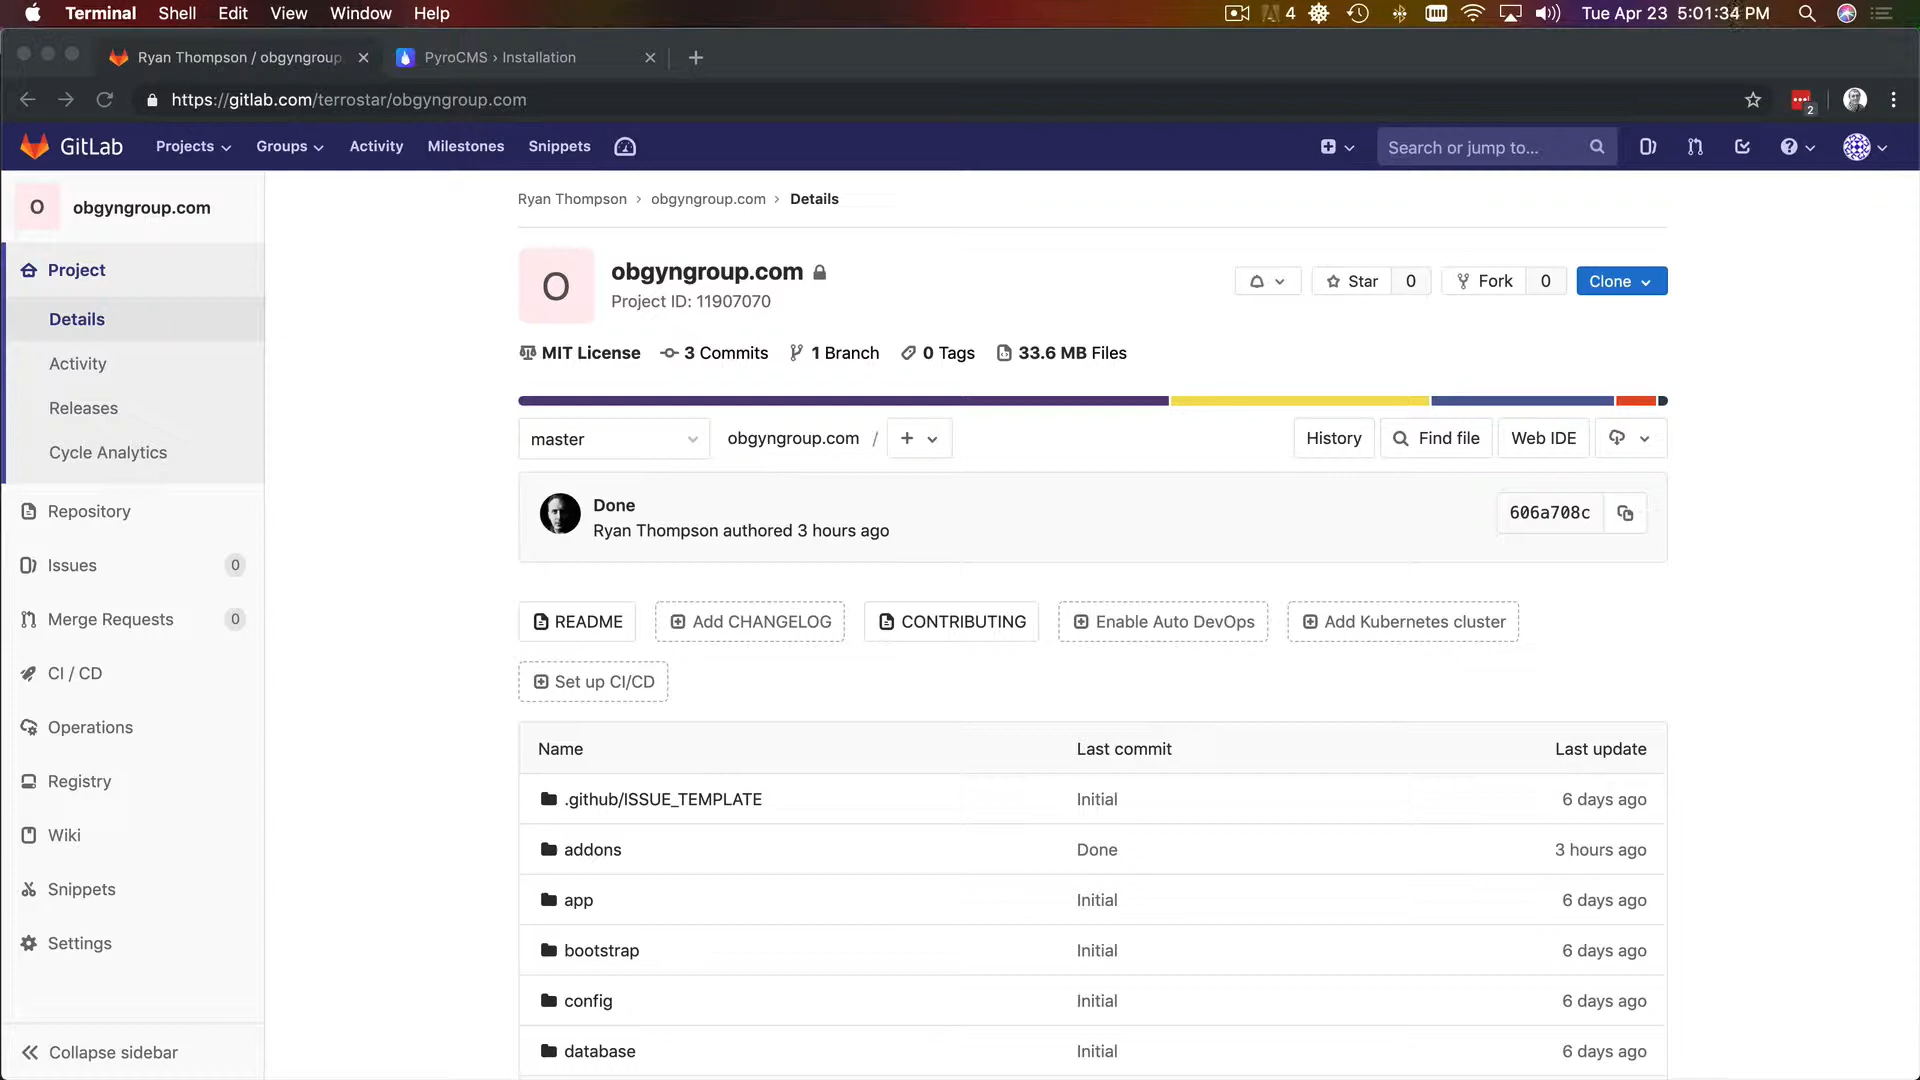 Terminal Shell Edit View Window Help 4 Tue Apr 23 5:01:34 PM
Ryan Thompson / obgyngroup. PyroCMS › Installation
https://gitlab.com/terrostar/obgyngroup.com 2
GitLab Projects Groups Activity Milestones Snippets Search or jump to...
O obgyngroup.com
Project
Details
Activity
Releases
Cycle Analytics
Repository
Issues 0
Merge Requests 0
CI / CD
Operations
Registry
Wiki
Snippets
Settings
Collapse sidebar
Ryan Thompson › obgyngroup.com › Details
O
obgyngroup.com
Project ID: 11907070
Star 0 Fork 0 Clone
MIT License 3 Commits 1 Branch 0 Tags 33.6 MB Files
master obgyngroup.com / + History Find file Web IDE
Done
Ryan Thompson authored 3 hours ago
606a708c
README Add CHANGELOG CONTRIBUTING Enable Auto DevOps Add Kubernetes cluster
Set up CI/CD
Name Last commit Last update
.github/ISSUE_TEMPLATE Initial 6 days ago
addons Done 3 hours ago
app Initial 6 days ago
bootstrap Initial 6 days ago
config Initial 6 days ago
database Initial 6 days ago